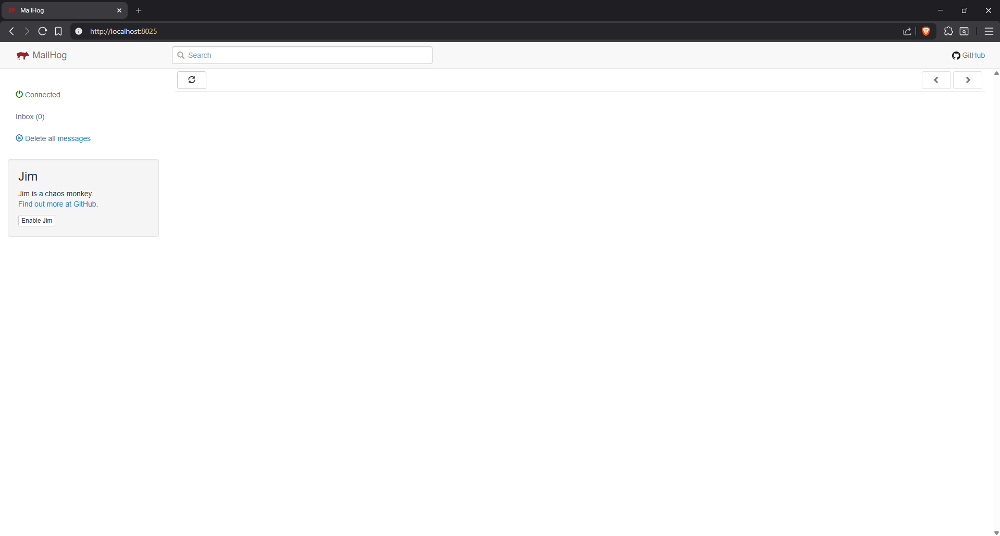 MailHog
http://localhost:8025
MailHog
Search
GitHub
Connected
Inbox (0)
Delete all messages
Jim
Jim is a chaos monkey.
Find out more at GitHub.
Enable Jim